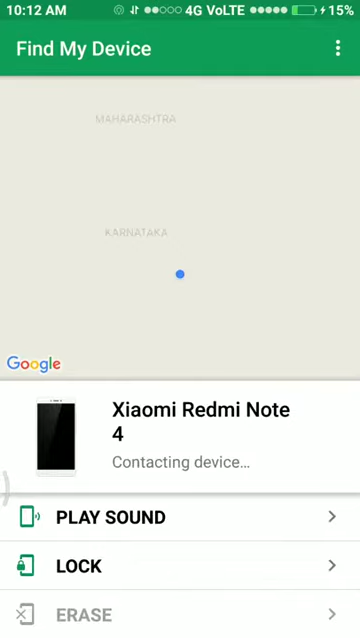 10:12 AM 4G VoLTE 15%
Find My Device
MAHARASHTRA
KARNATAKA
Google
Xiaomi Redmi Note
4
Contacting device...
PLAY SOUND
LOCK
ERASE